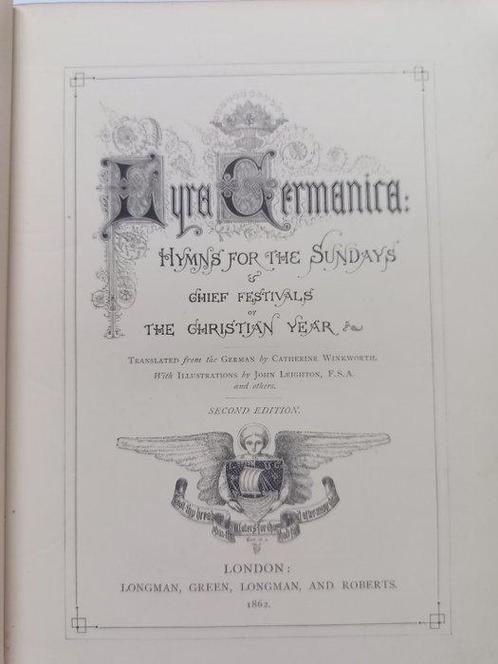 Lyra Germanica:
HYMNS FOR THE SUNDAYS
&
CHIEF FESTIVALS
OF
THE CHRISTIAN YEAR
TRANSLATED from the GERMAN by CATHERINE WINKWORTH.
With ILLUSTRATIONS by JOHN LEIGHTON, F.S.A.
and others.
SECOND EDITION.
LONDON:
LONGMAN, GREEN, LONGMAN, AND ROBERTS.
1862.